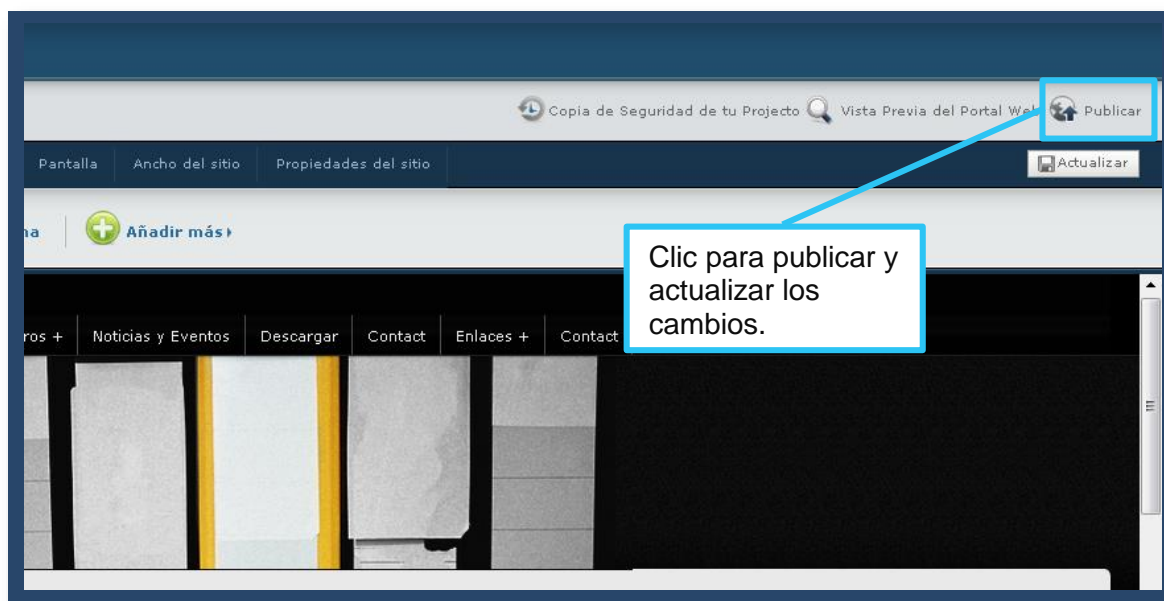 Copia de Seguridad de tu Projecto Vista Previa del Portal Web Publicar
Pantalla Ancho del sitio Propiedades del sitio Actualizar
na Añadir más
Clic para publicar y
actualizar los
cambios.
ros + Noticias y Eventos Descargar Contact Enlaces + Contact